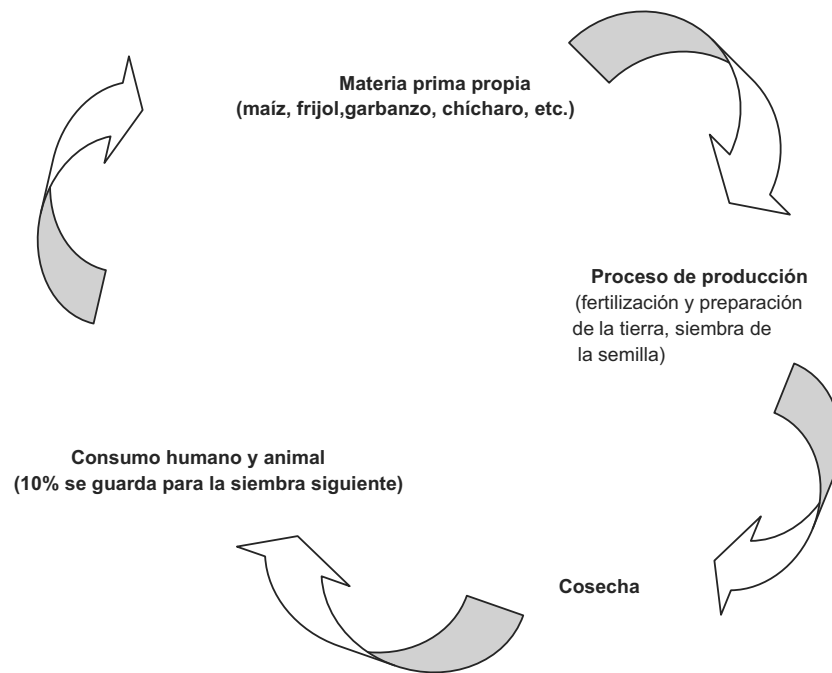 Materia prima propia
(maíz, frijol,garbanzo, chícharo, etc.)
Proceso de producción
(fertilización y preparación
de la tierra, siembra de
la semilla)
Consumo humano y animal
(10% se guarda para la siembra siguiente)
Cosecha